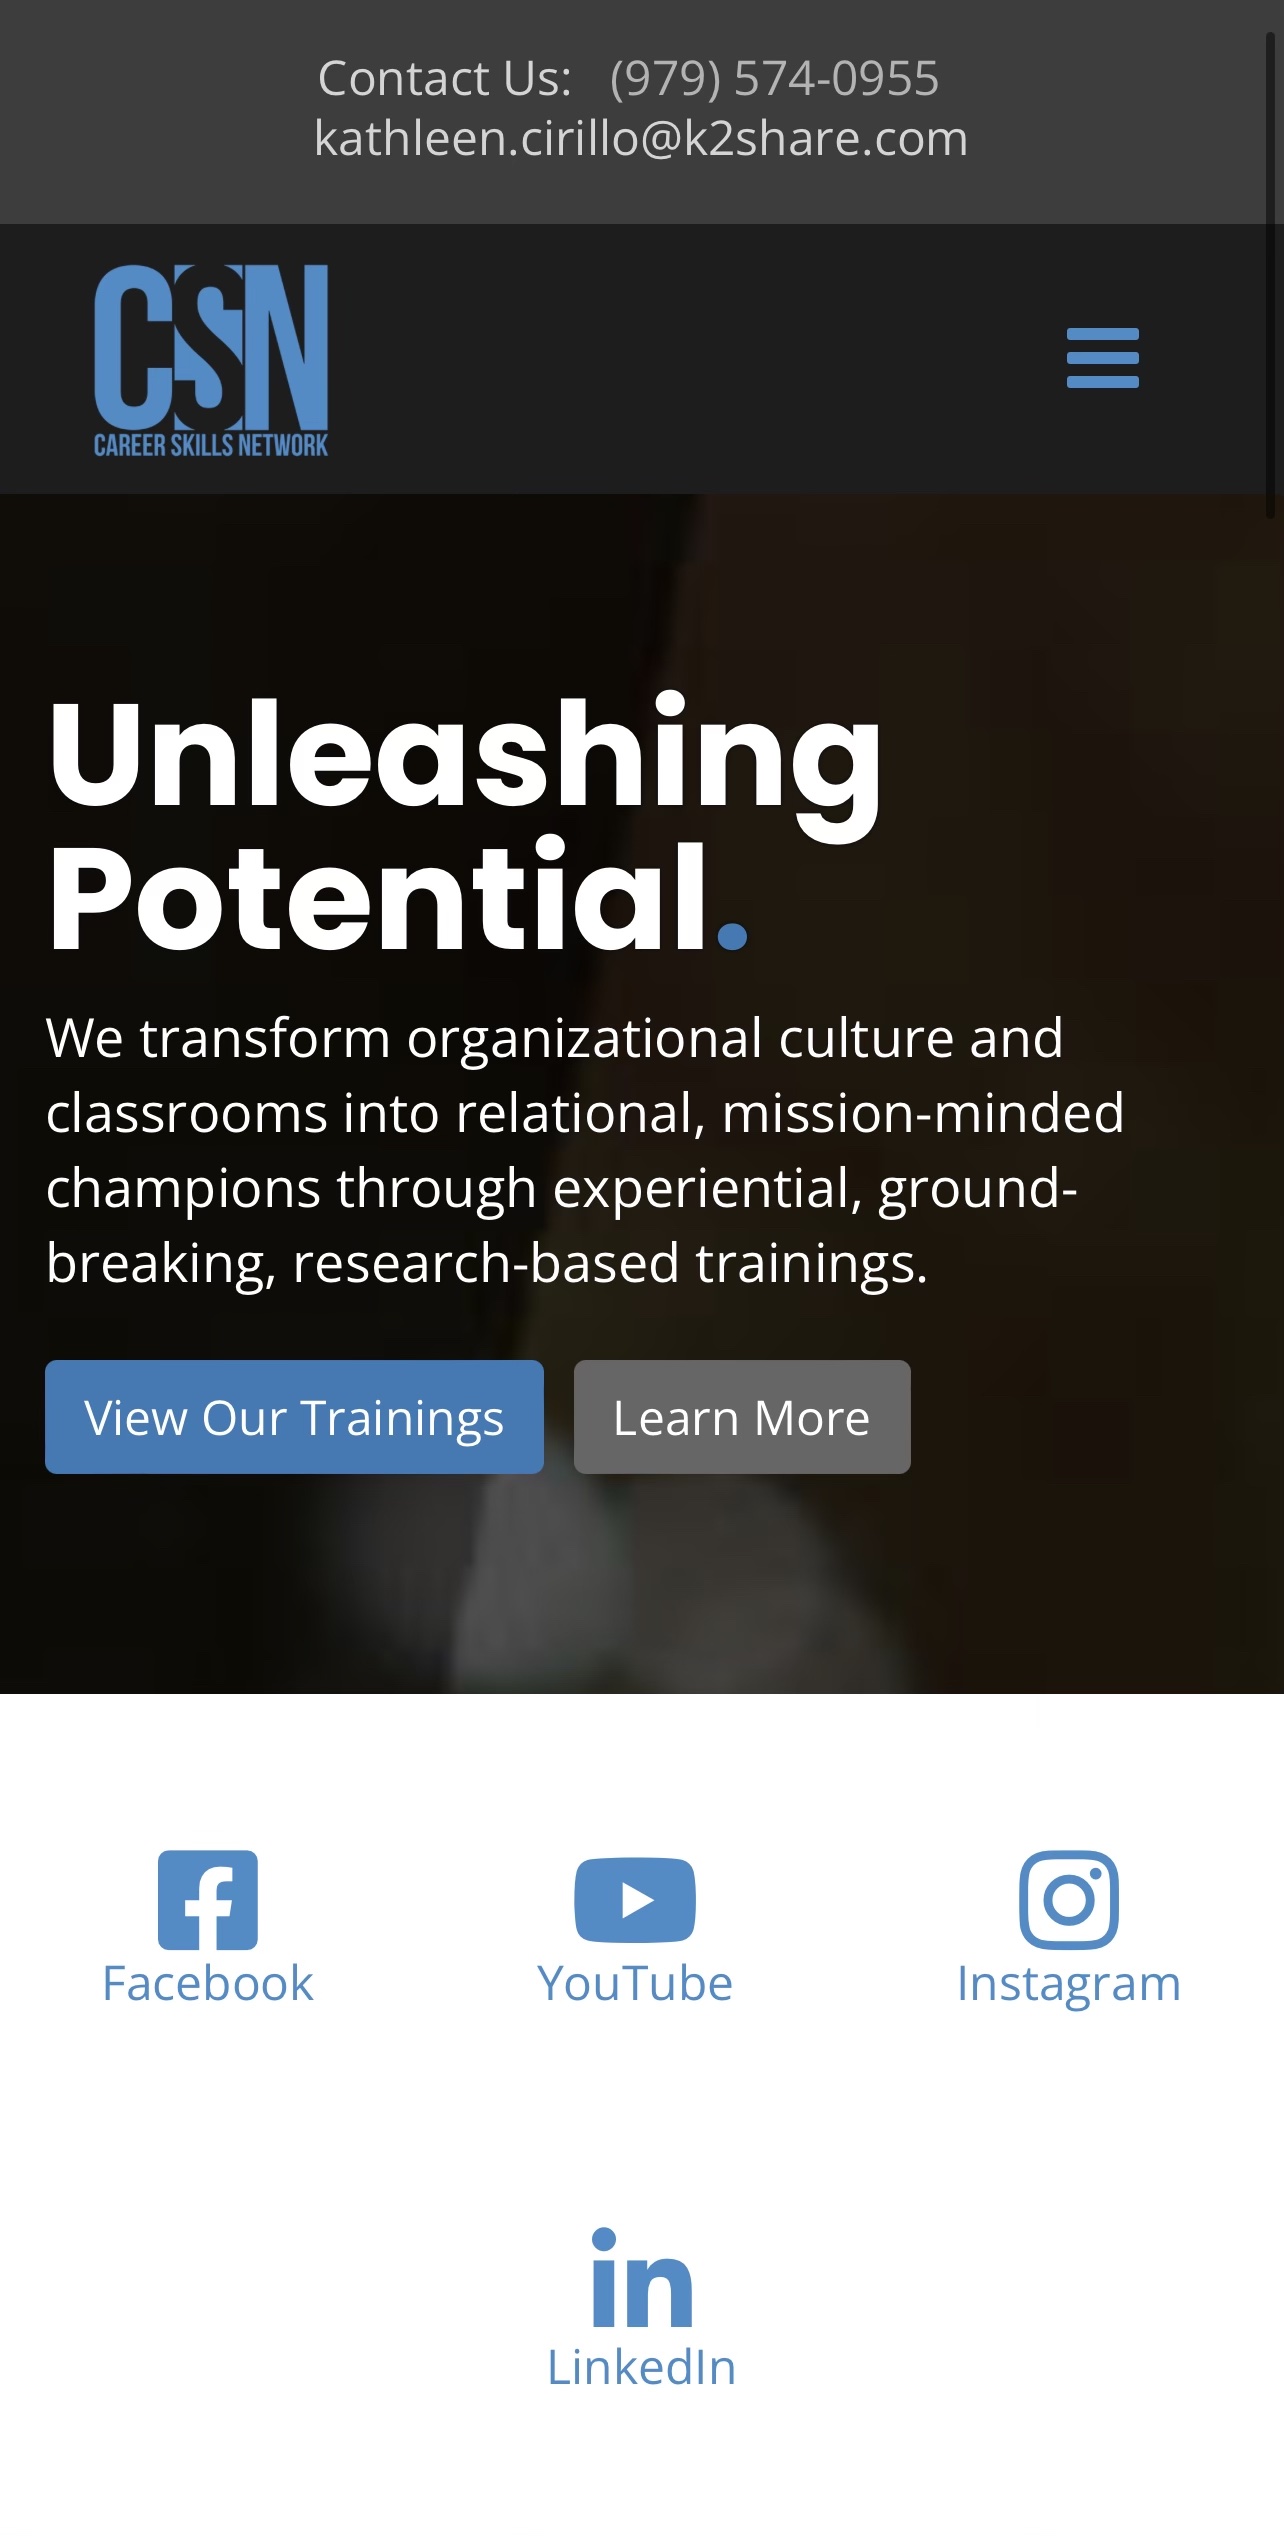 Contact Us: (979) 574-0955
kathleen.cirillo@k2share.com
CSN
CAREER SKILLS NETWORK
Unleashing
Potential.
We transform organizational culture and
classrooms into relational, mission-minded
champions through experiential, ground-
breaking, research-based trainings.
View Our Trainings Learn More
Facebook YouTube Instagram
in
LinkedIn